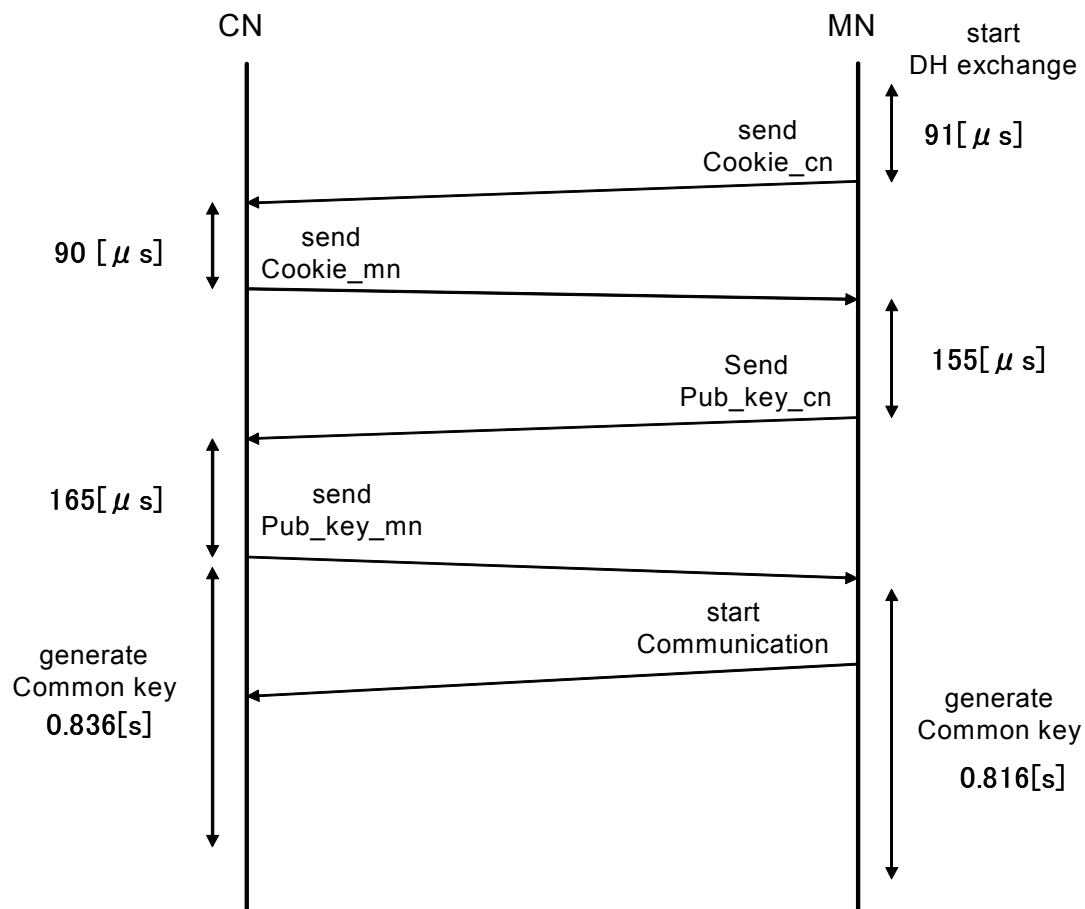 CN
MN
start
DH exchange
send
Cookie_cn
91[μs]
90 [μs]
send
Cookie_mn
155[μs]
Send
Pub_key_cn
165[μs]
send
Pub_key_mn
start
Communication
generate
Common key
0.836[s]
generate
Common key
0.816[s]